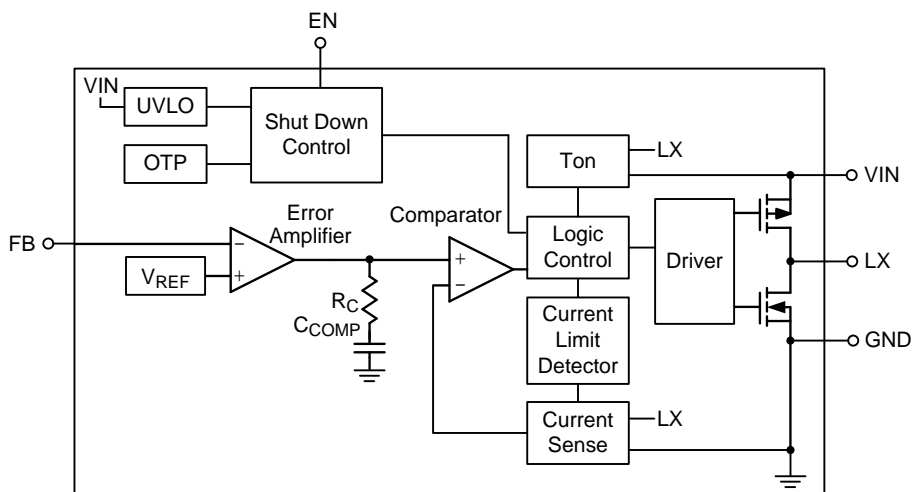 EN
VIN
UVLO
Shut Down
Control
OTP
Ton
LX
VIN
Error
Amplifier
Comparator
FB
−
+
VREF
+
−
Logic
Control
Driver
LX
RC
CCOMP
Current
Limit
Detector
GND
Current
Sense
LX